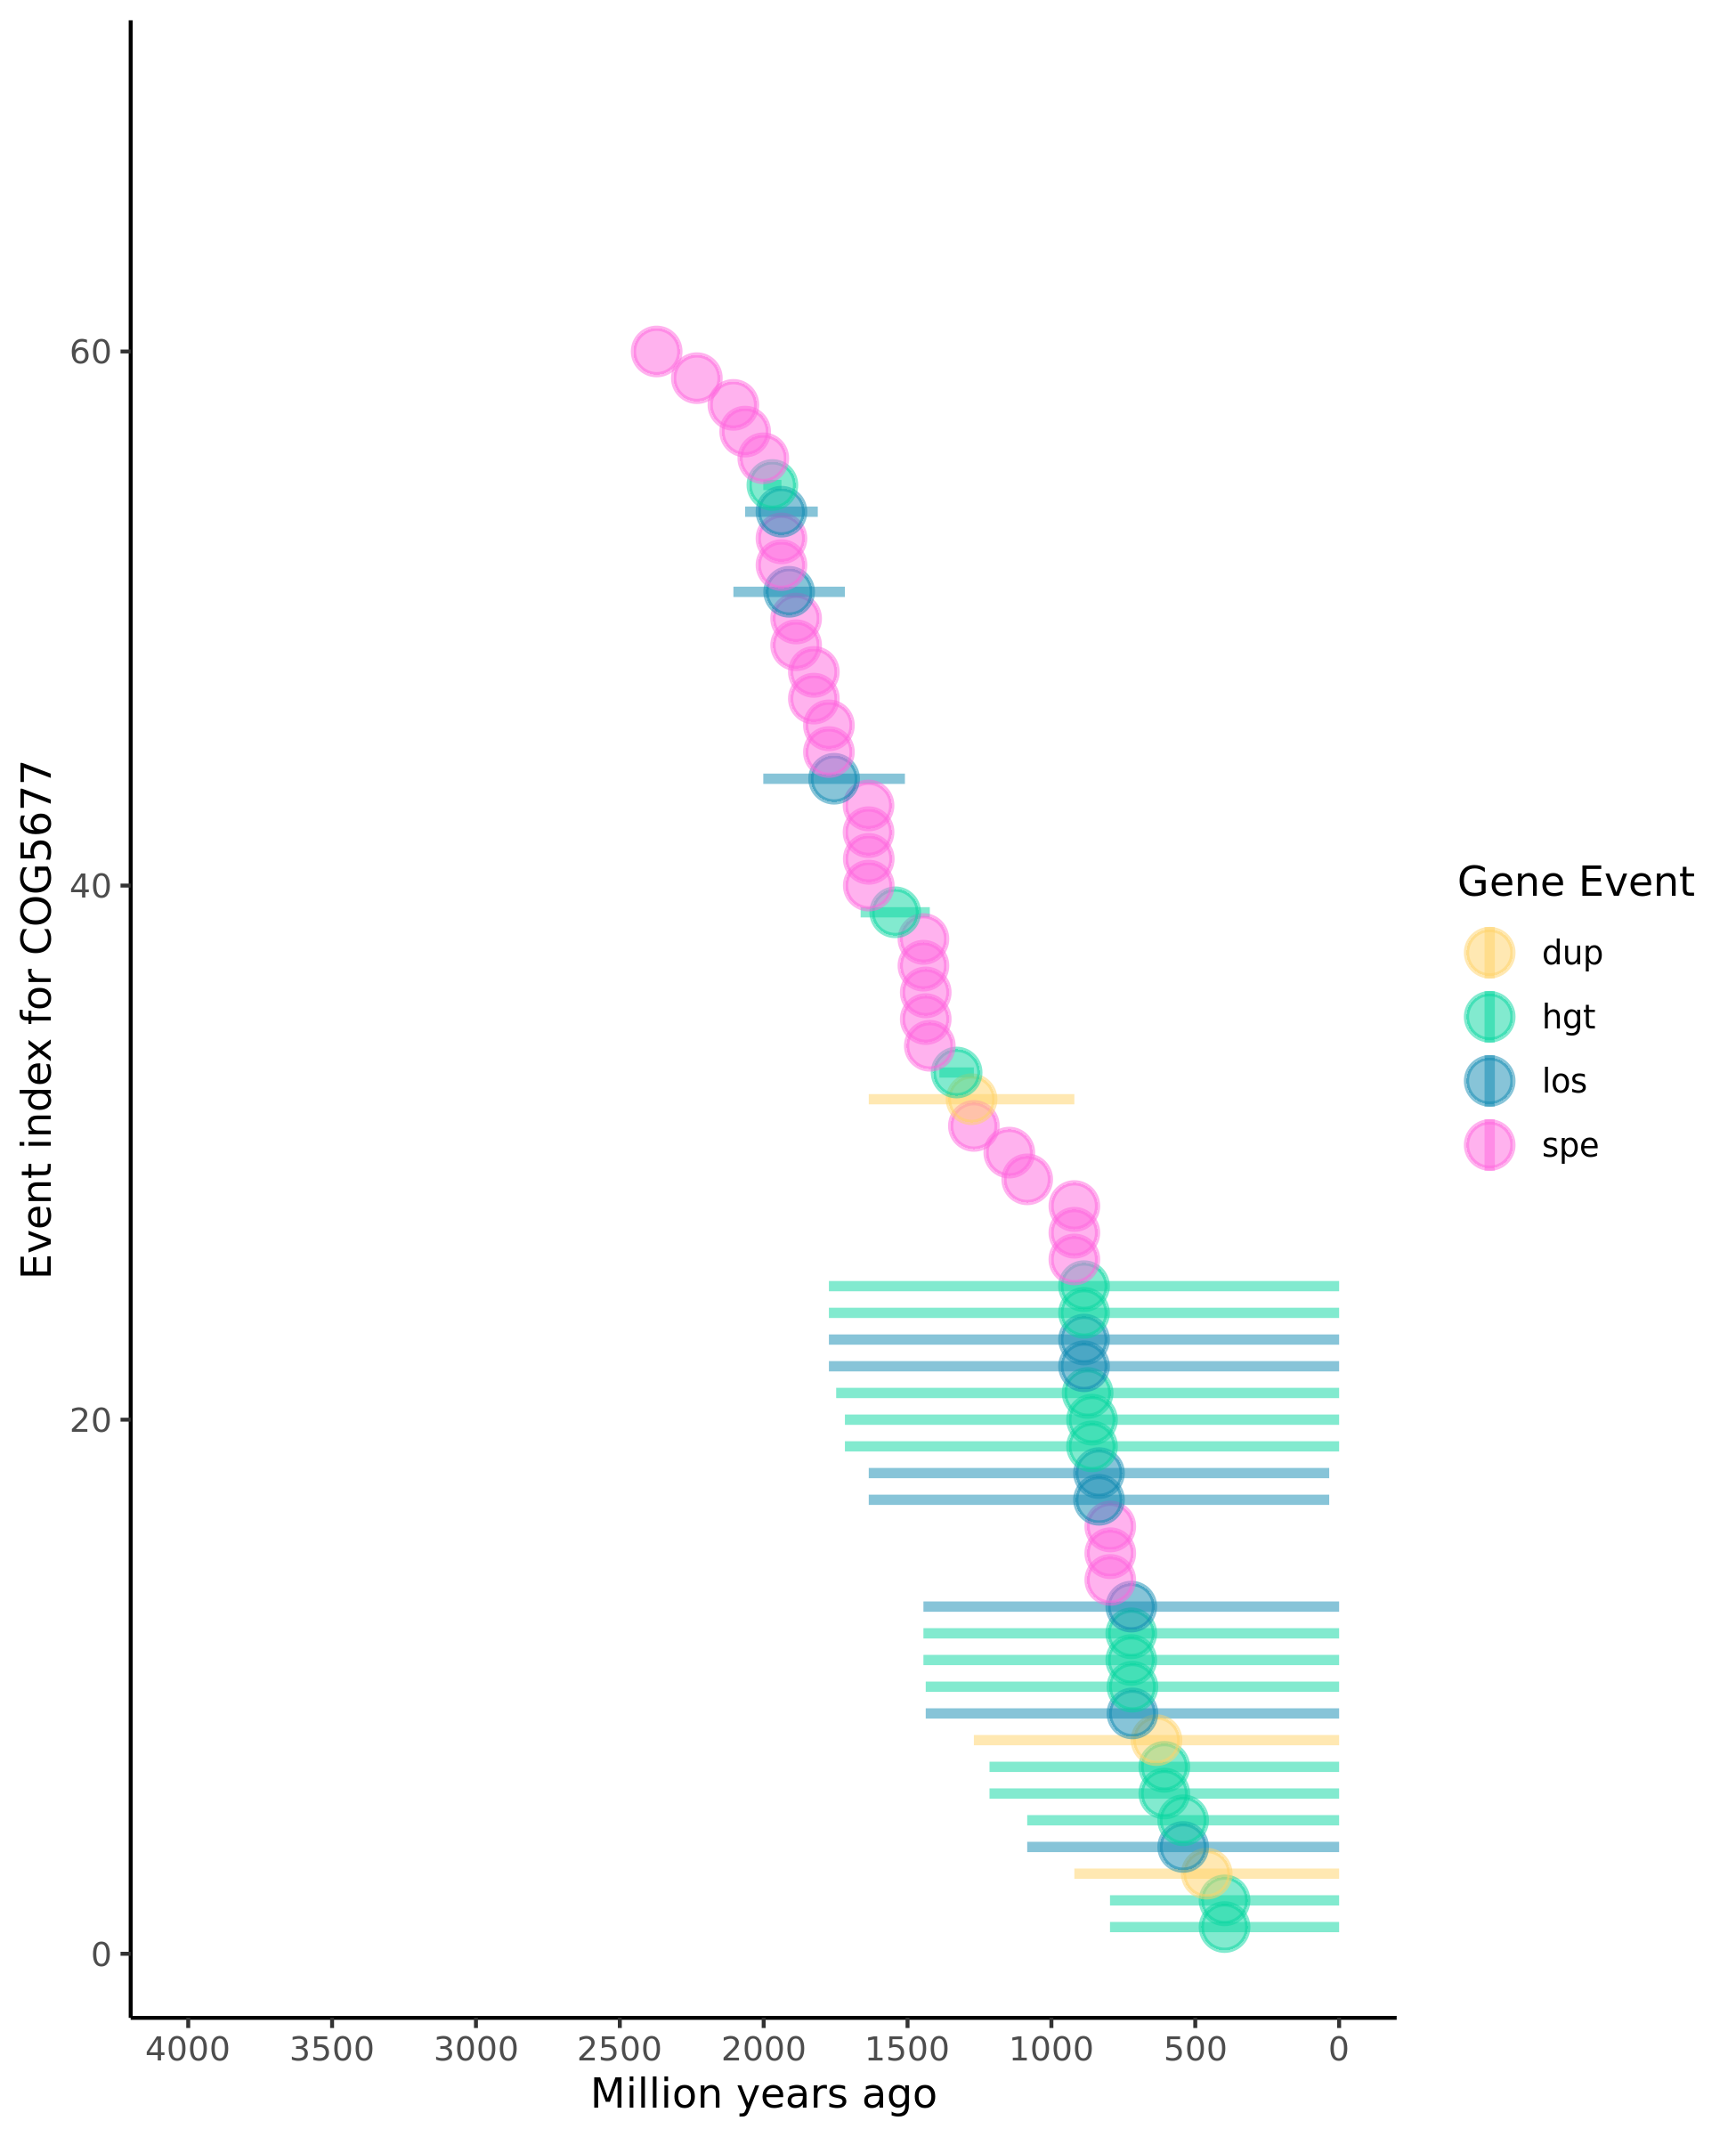 Event index for COG5677
60
40
20
0
4000 3500 3000 2500 2000 1500 1000 500 0
Million years ago
Gene Event
dup
hgt
los
spe